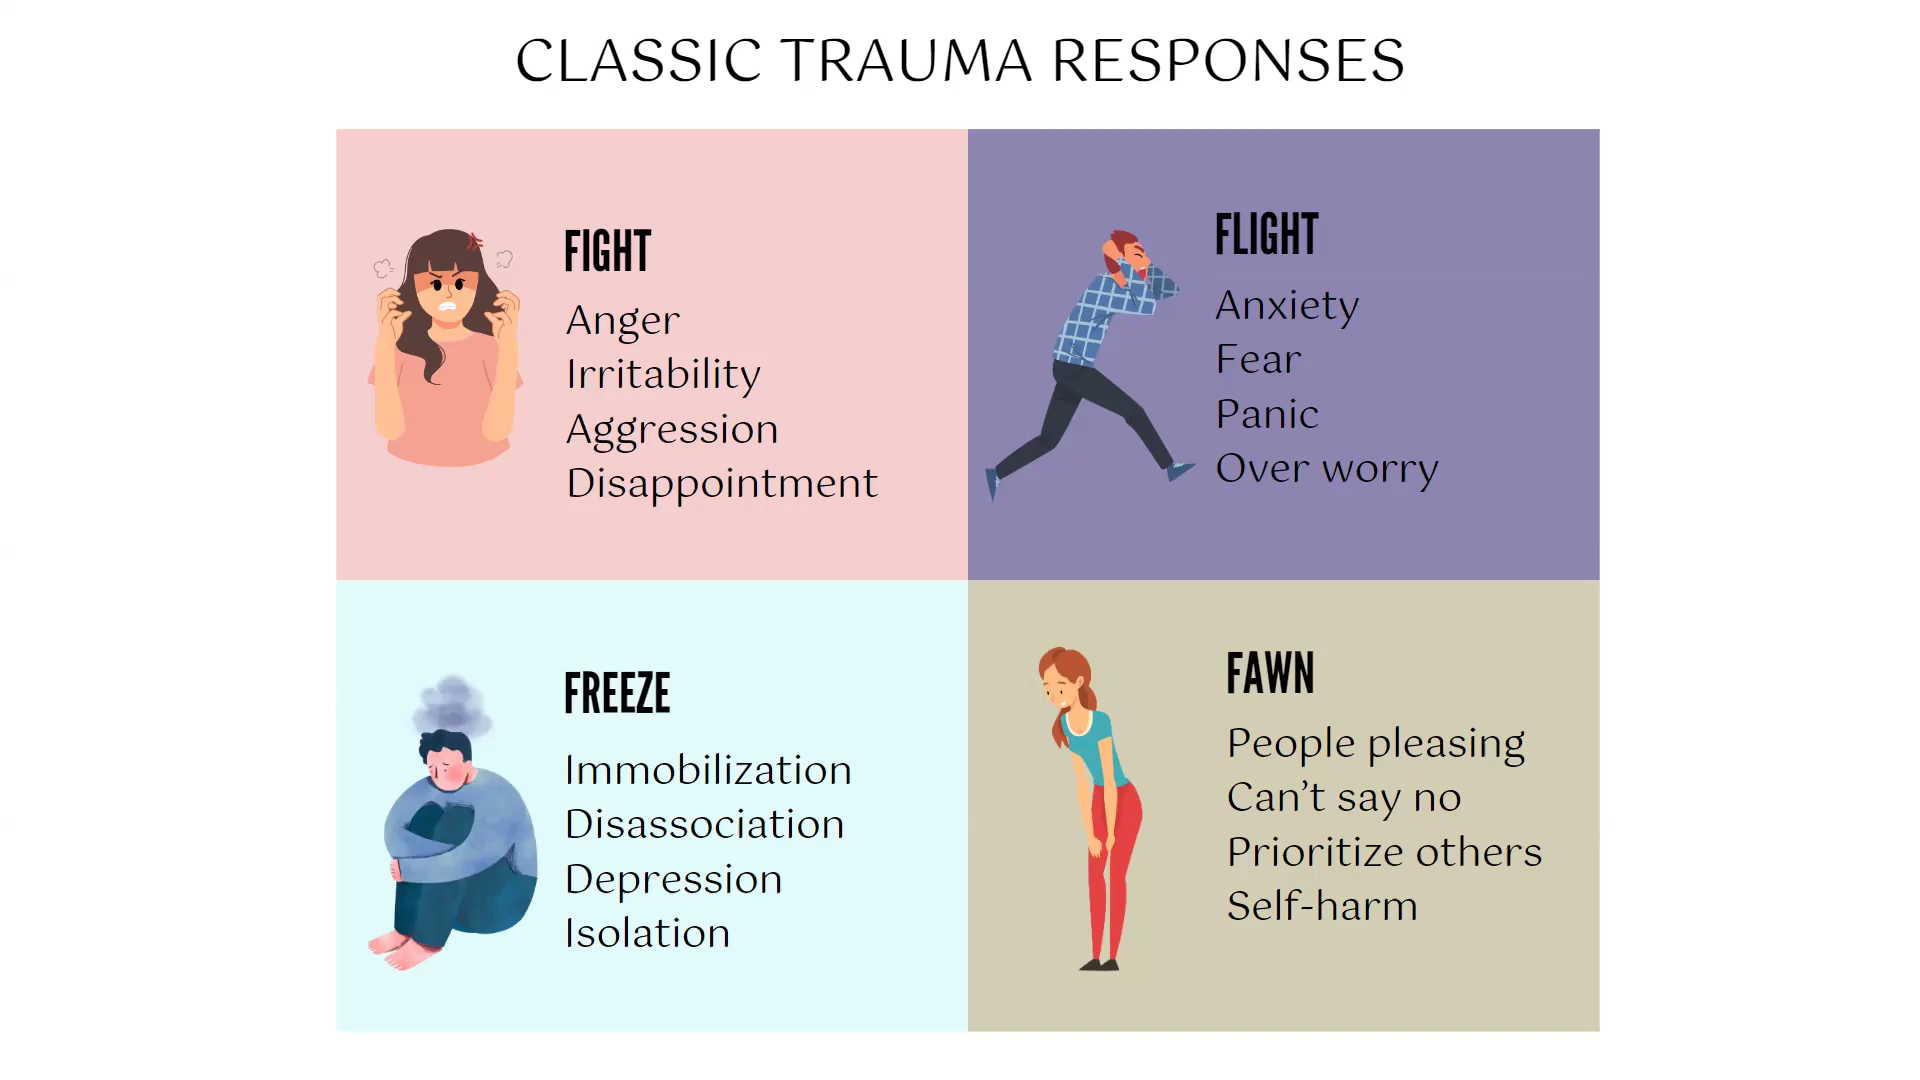 CLASSIC TRAUMA RESPONSES
FIGHT
Anger
Irritability
Aggression
Disappointment
FLIGHT
Anxiety
Fear
Panic
Over worry
FREEZE
Immobilization
Disassociation
Depression
Isolation
FAWN
People pleasing
Can’t say no
Prioritize others
Self-harm